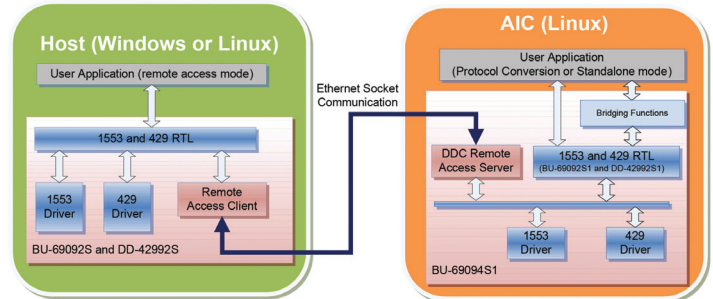 Host (Windows or Linux)
User Application (remote access mode)
1553 and 429 RTL
1553
Driver
429
Driver
Remote
Access Client
BU-69092S and DD-42992S
Ethernet Socket
Communication
AIC (Linux)
User Application
(Protocol Conversion or Standalone mode)
Bridging Functions
DDC Remote
Access Server
1553 and 429 RTL
(BU-69092S1 and DD-42992S1)
1553
Driver
429
Driver
BU-69094S1